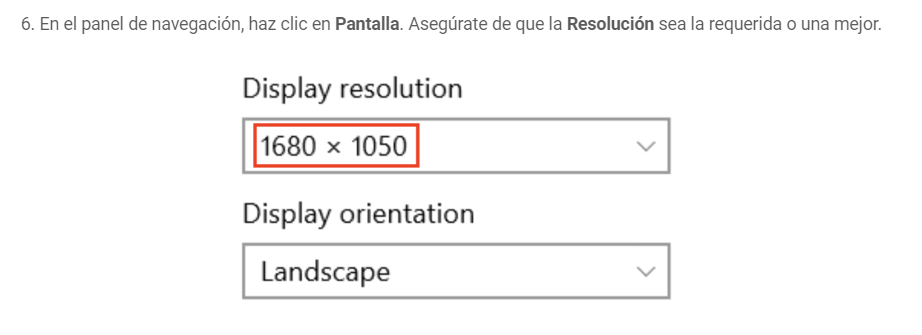 6. En el panel de navegación, haz clic en Pantalla. Asegúrate de que la Resolución sea la requerida o una mejor.
Display resolution
1680 × 1050
Display orientation
Landscape